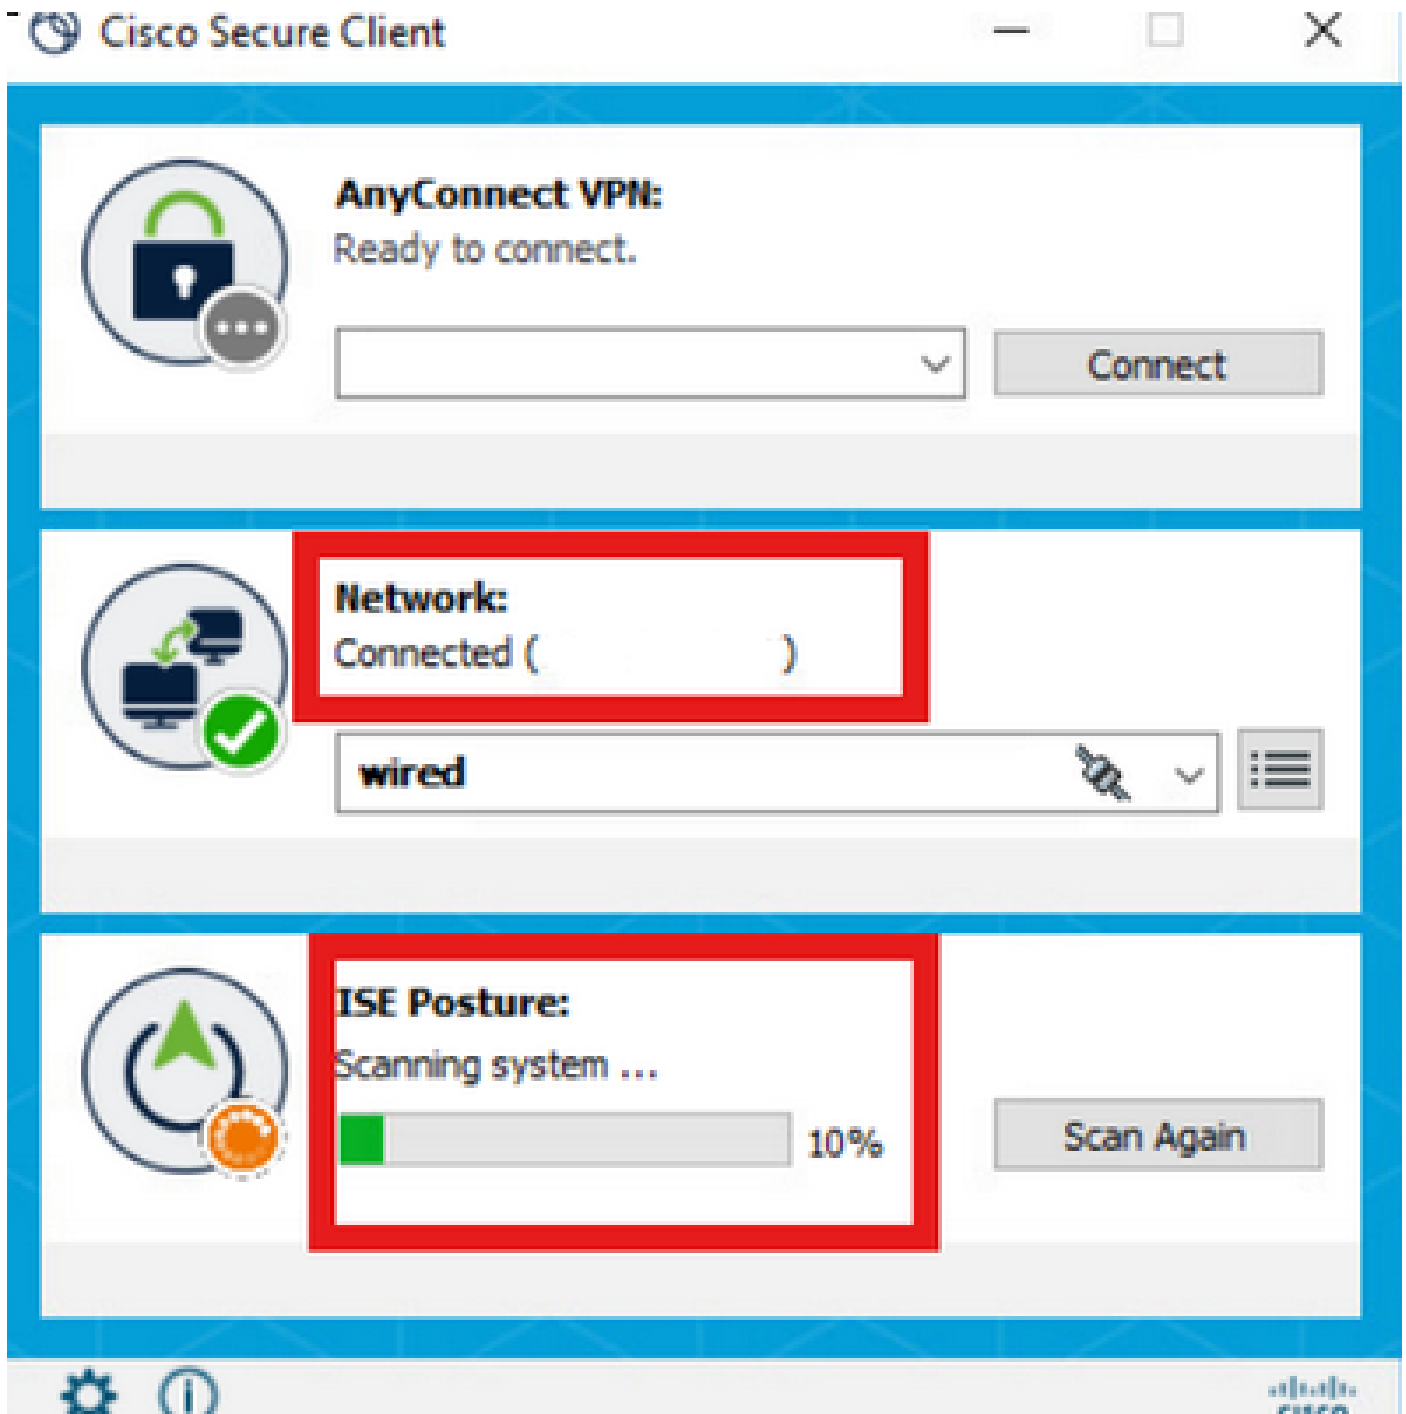 Cisco Secure Client
AnyConnect VPN:
Ready to connect.
Connect
Network:
Connected ( )
wired
ISE Posture:
Scanning system ...
10%
Scan Again
cisco